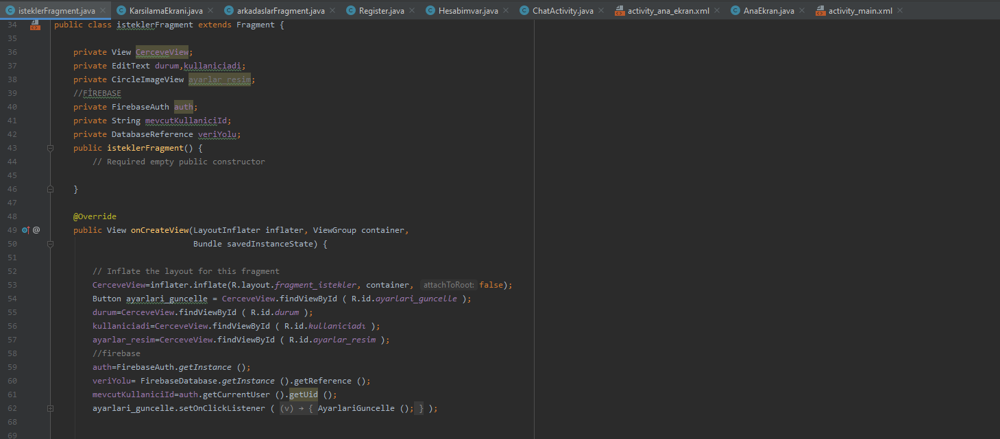 isteklerFragment.java KarsilamaEkrani.java arkadaslarFragment.java Register.java Hesabimvar.java ChatActivity.java activity_ana_ekran.xml AnaEkran.java activity_main.xml
34 public class isteklerFragment extends Fragment {
35
36 private View CerceveView;
37 private EditText durum,kullaniciadi;
38 private CircleImageView ayarlar_resim;
39 //FİREBASE
40 private FirebaseAuth auth;
41 private String mevcutKullaniciId;
42 private DatabaseReference veriYolu;
43 public isteklerFragment() {
44 // Required empty public constructor
45
46 }
47
48 @Override
49 public View onCreateView(LayoutInflater inflater, ViewGroup container,
50 Bundle savedInstanceState) {
51
52 // Inflate the layout for this fragment
53 CerceveView=inflater.inflate(R.layout.fragment_istekler, container, attachToRoot: false);
54 Button ayarlari_guncelle = CerceveView.findViewById ( R.id.ayarlari_guncelle );
55 durum=CerceveView.findViewById ( R.id.durum );
56 kullaniciadi=CerceveView.findViewById ( R.id.kullaniciadı );
57 ayarlar_resim=CerceveView.findViewById ( R.id.ayarlar_resim );
58 //firebase
59 auth=FirebaseAuth.getInstance ();
60 veriYolu= FirebaseDatabase.getInstance ().getReference ();
61 mevcutKullaniciId=auth.getCurrentUser ().getUid ();
62 ayarlari_guncelle.setOnClickListener ( (v) → { AyarlariGuncelle (); } );
68
69